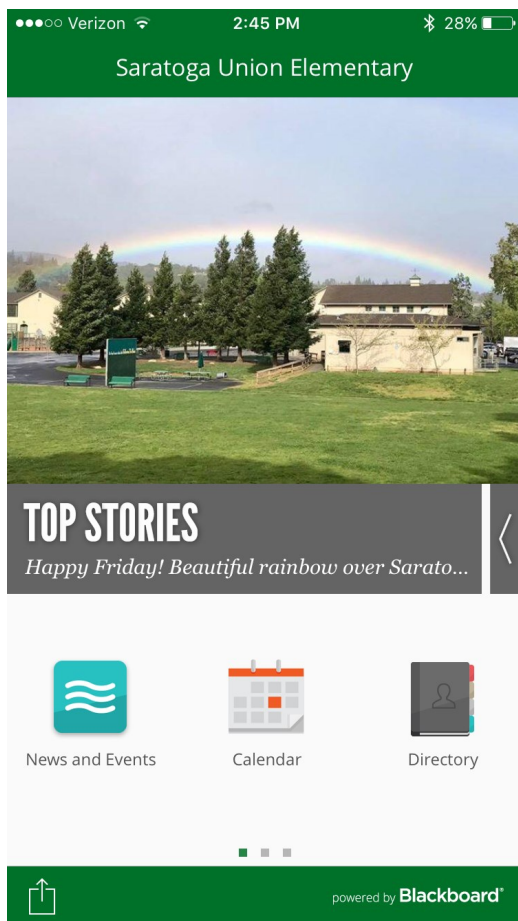 Verizon 2:45 PM 28%
Saratoga Union Elementary
TOP STORIES
Happy Friday! Beautiful rainbow over Sarato...
News and Events Calendar Directory
powered by Blackboard